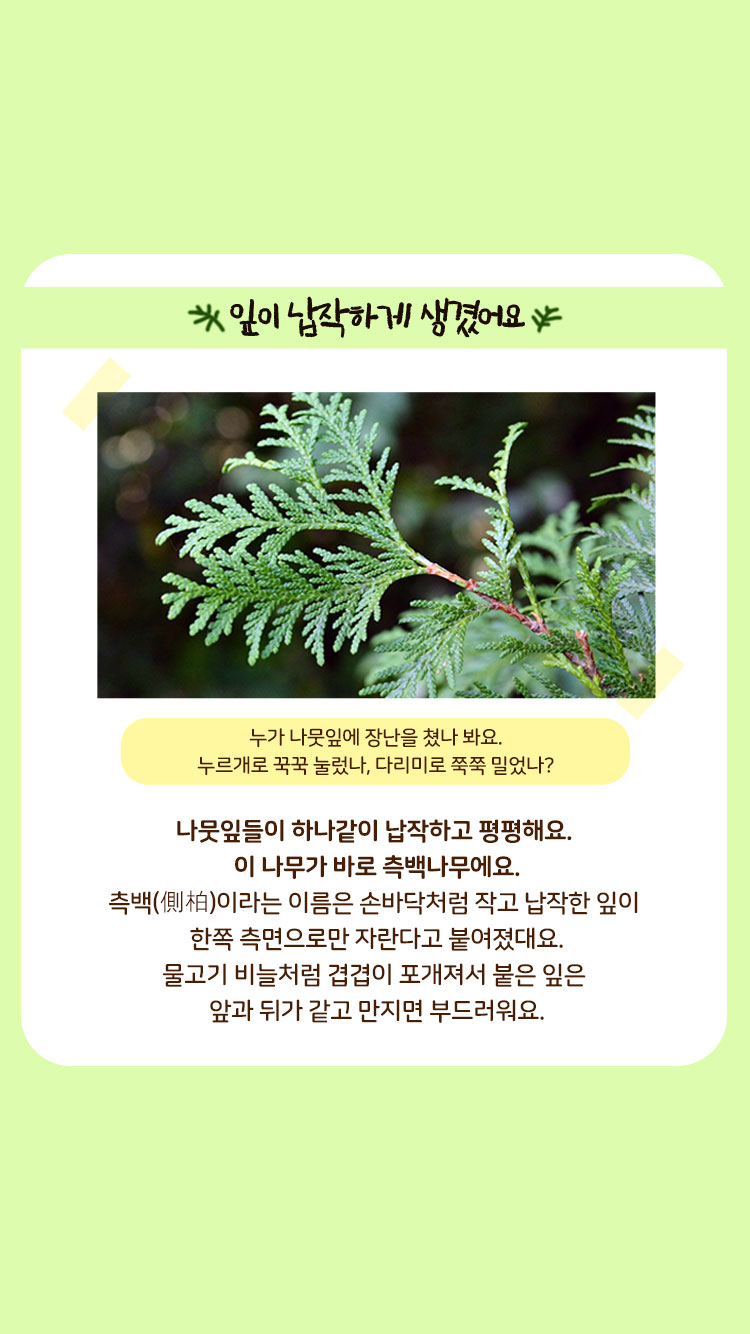 잎이 납작하게 생겼어요
누가 나뭇잎에 장난을 쳤나 봐요.
누르개로 꾹꾹 눌렀나, 다리미로 쭉쭉 밀었나?
나뭇잎들이 하나같이 납작하고 평평해요.
이 나무가 바로 측백나무에요.
측백(側柏)이라는 이름은 손바닥처럼 작고 납작한 잎이
한쪽 측면으로만 자란다고 붙여졌대요.
물고기 비늘처럼 겹겹이 포개져서 붙은 잎은
앞과 뒤가 같고 만지면 부드러워요.